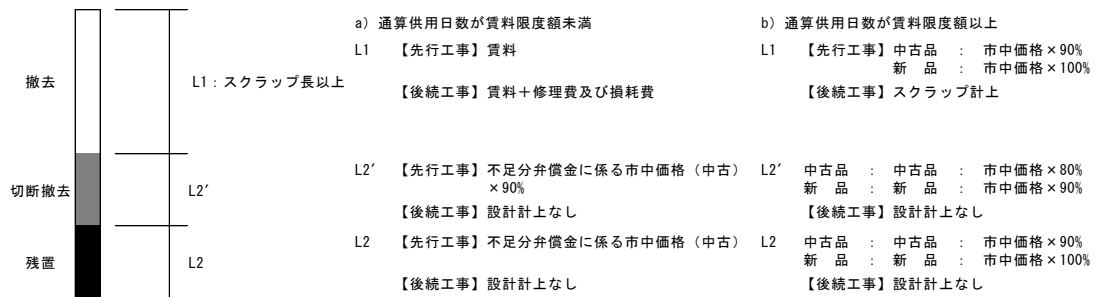 a）通算供用日数が賃料限度額未満
b）通算供用日数が賃料限度額以上
撤去
L1：スクラップ長以上
L1 【先行工事】賃料
【後続工事】賃料＋修理費及び損耗費
L1 【先行工事】中古品 ： 市中価格×90%
新 品 ： 市中価格×100%
【後続工事】スクラップ計上
切断撤去
L2′
L2′ 【先行工事】不足分弁償金に係る市中価格（中古）
×90%
【後続工事】設計計上なし
L2′ 中古品 ： 中古品 ： 市中価格×80%
新 品 ： 新 品 ： 市中価格×90%
【後続工事】設計計上なし
残置
L2
L2 【先行工事】不足分弁償金に係る市中価格（中古）
【後続工事】設計計上なし
L2 中古品 ： 中古品 ： 市中価格×90%
新 品 ： 新 品 ： 市中価格×100%
【後続工事】設計計上なし